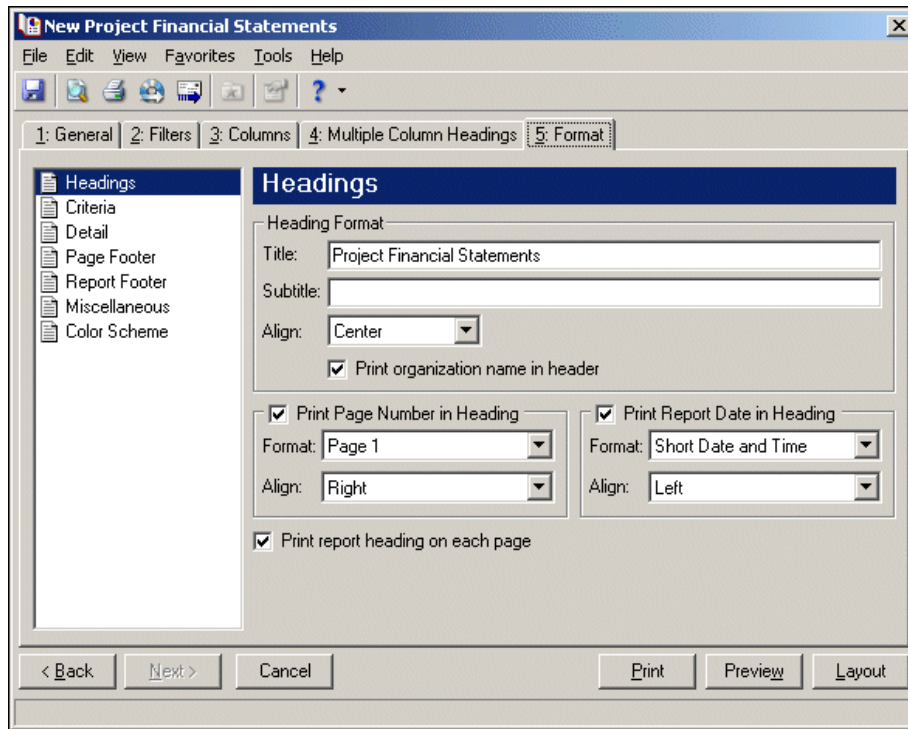 New Project Financial Statements
File Edit View Favorites Tools Help
1: General 2: Filters 3: Columns 4: Multiple Column Headings 5: Format
Headings
Criteria
Detail
Page Footer
Report Footer
Miscellaneous
Color Scheme
Headings
Heading Format
Title: Project Financial Statements
Subtitle:
Align: Center
Print organization name in header
Print Page Number in Heading
Format: Page 1
Align: Right
Print Report Date in Heading
Format: Short Date and Time
Align: Left
Print report heading on each page
< Back Next > Cancel Print Preview Layout